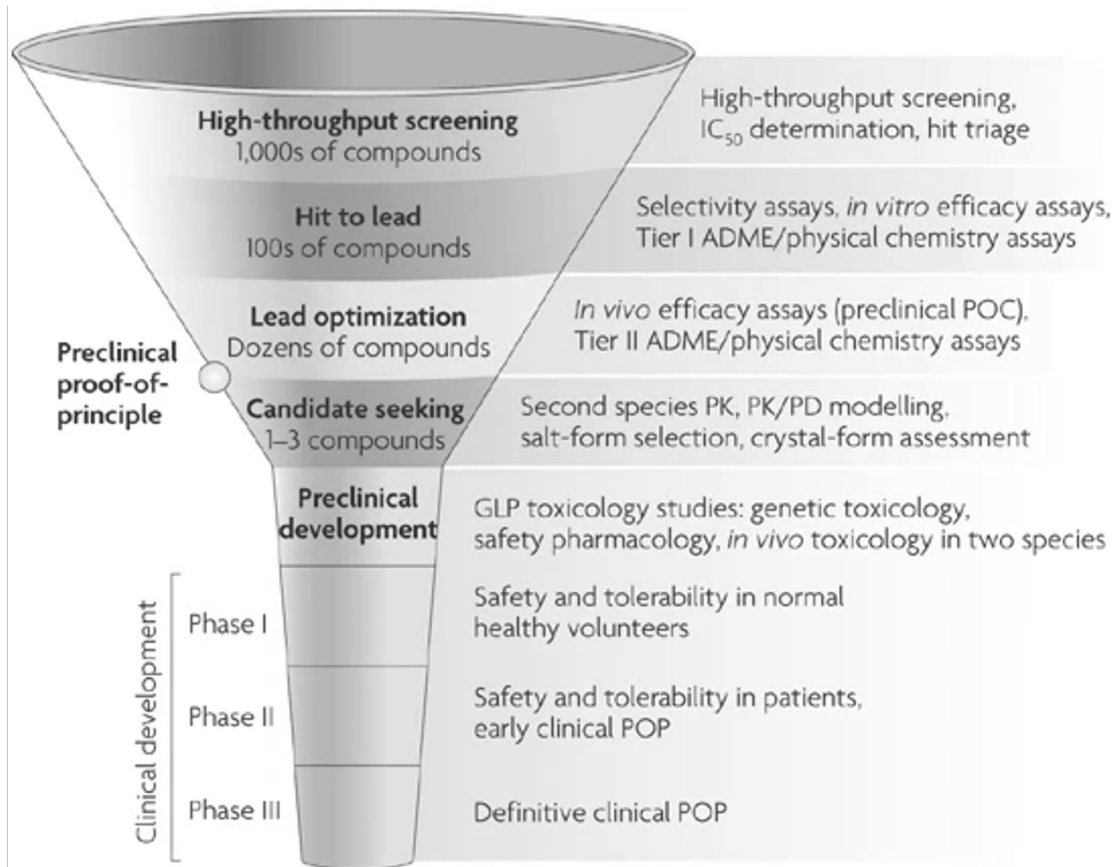 High-throughput screening
1,000s of compounds
High-throughput screening,
IC₅₀ determination, hit triage
Hit to lead
100s of compounds
Selectivity assays, in vitro efficacy assays,
Tier I ADME/physical chemistry assays
Lead optimization
Dozens of compounds
In vivo efficacy assays (preclinical POC),
Tier II ADME/physical chemistry assays
Preclinical
proof-of-
principle
Candidate seeking
1–3 compounds
Second species PK, PK/PD modelling,
salt-form selection, crystal-form assessment
Preclinical
development
GLP toxicology studies: genetic toxicology,
safety pharmacology, in vivo toxicology in two species
Clinical development
Phase I
Safety and tolerability in normal
healthy volunteers
Phase II
Safety and tolerability in patients,
early clinical POP
Phase III
Definitive clinical POP